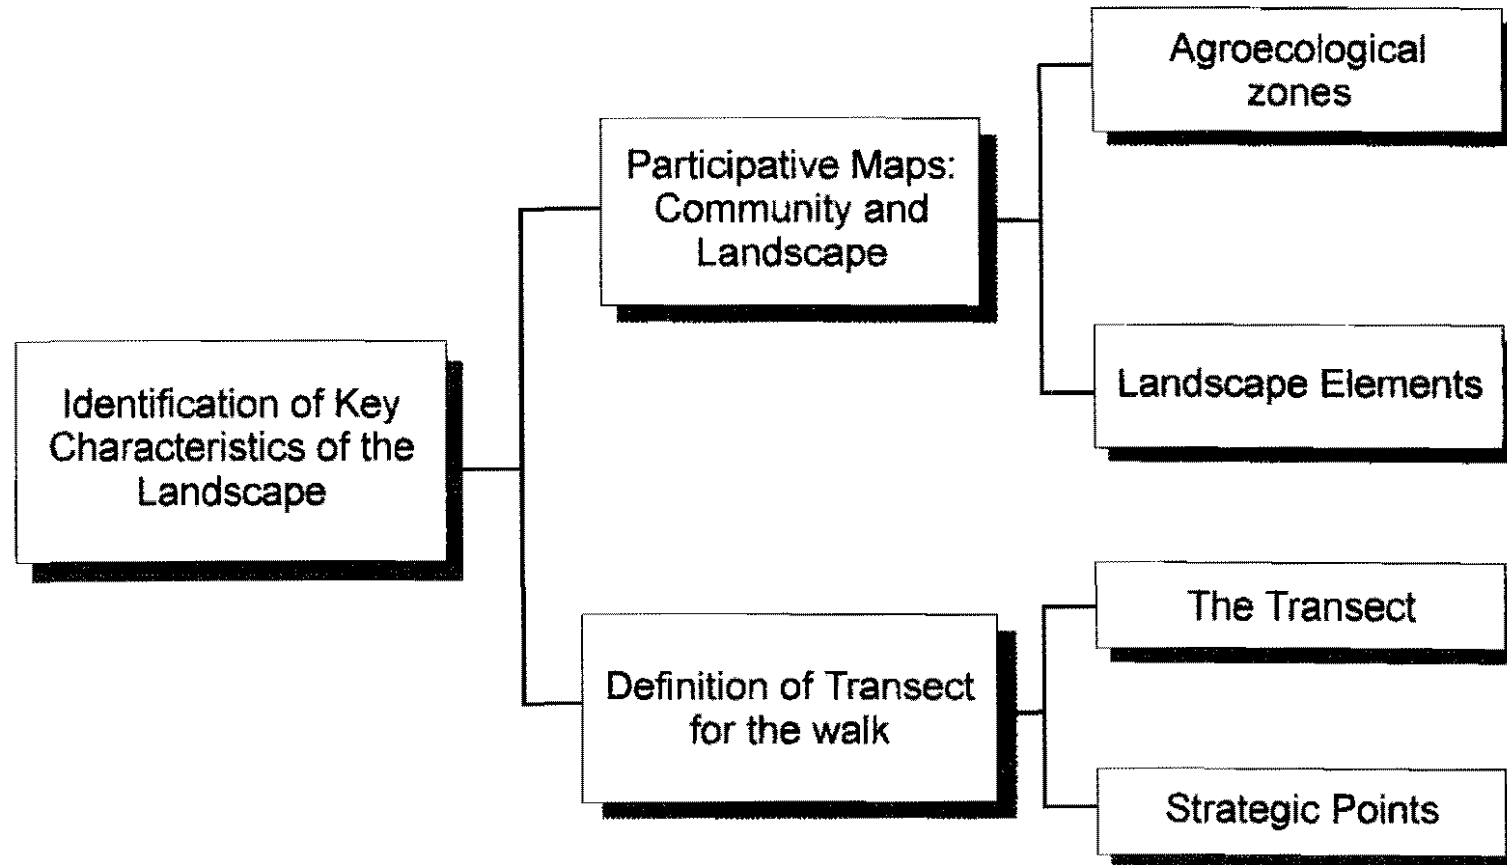 Identification of Key
Characteristics of the
Landscape
Participative Maps:
Community and
Landscape
Agroecological
zones
Landscape Elements
Definition of Transect
for the walk
The Transect
Strategic Points